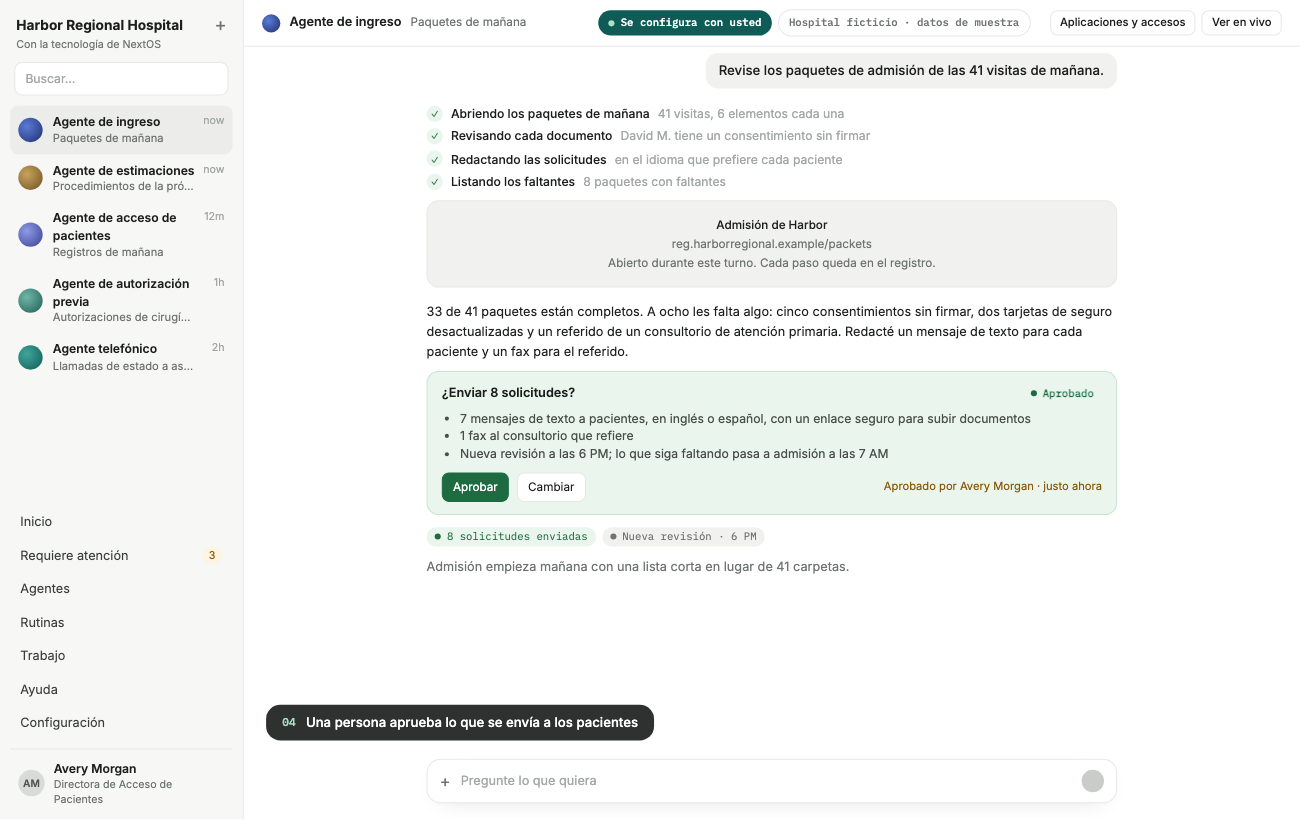 Harbor Regional Hospital
+
Con la tecnología de NextOS
Buscar...
Agente de ingreso
now
Paquetes de mañana
Agente de estimaciones
now
Procedimientos de la pró...
Agente de acceso de
pacientes
12m
Registros de mañana
Agente de autorización
previa
1h
Autorizaciones de cirugí...
Agente telefónico
2h
Llamadas de estado a as...
Inicio
Requiere atención
3
Agentes
Rutinas
Trabajo
Ayuda
Configuración
AM
Avery Morgan
Directora de Acceso de
Pacientes
Agente de ingreso Paquetes de mañana
Se configura con usted
Hospital ficticio · datos de muestra
Aplicaciones y accesos
Ver en vivo
Revise los paquetes de admisión de las 41 visitas de mañana.
Abriendo los paquetes de mañana 41 visitas, 6 elementos cada una
Revisando cada documento David M. tiene un consentimiento sin firmar
Redactando las solicitudes en el idioma que prefiere cada paciente
Listando los faltantes 8 paquetes con faltantes
Admisión de Harbor
reg.harborregional.example/packets
Abierto durante este turno. Cada paso queda en el registro.
33 de 41 paquetes están completos. A ocho les falta algo: cinco consentimientos sin firmar, dos tarjetas de seguro
desactualizadas y un referido de un consultorio de atención primaria. Redacté un mensaje de texto para cada
paciente y un fax para el referido.
¿Enviar 8 solicitudes?
Aprobado
• 7 mensajes de texto a pacientes, en inglés o español, con un enlace seguro para subir documentos
• 1 fax al consultorio que refiere
• Nueva revisión a las 6 PM; lo que siga faltando pasa a admisión a las 7 AM
Aprobar
Cambiar
Aprobado por Avery Morgan · justo ahora
8 solicitudes enviadas
Nueva revisión · 6 PM
Admisión empieza mañana con una lista corta en lugar de 41 carpetas.
04 Una persona aprueba lo que se envía a los pacientes
+ Pregunte lo que quiera